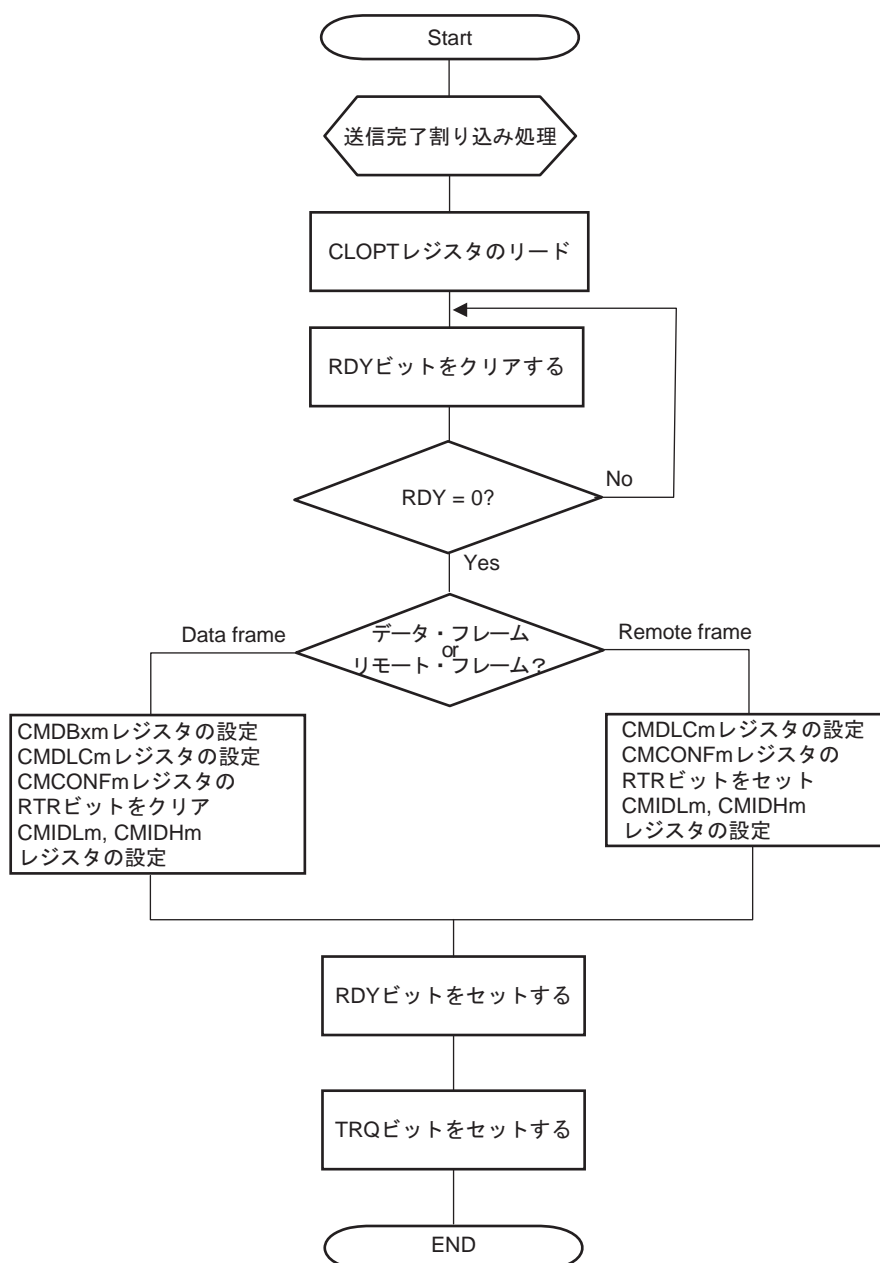 Start
送信完了割り込み処理
CLOPTレジスタのリード
RDYビットをクリアする
RDY = 0?
No
Yes
データ・フレーム
or
リモート・フレーム？
Data frame
Remote frame
CMDBxmレジスタの設定
CMDLCmレジスタの設定
CMCONFmレジスタの
RTRビットをクリア
CMIDLm, CMIDHm
レジスタの設定
CMDLCmレジスタの設定
CMCONFmレジスタの
RTRビットをセット
CMIDLm, CMIDHm
レジスタの設定
RDYビットをセットする
TRQビットをセットする
END